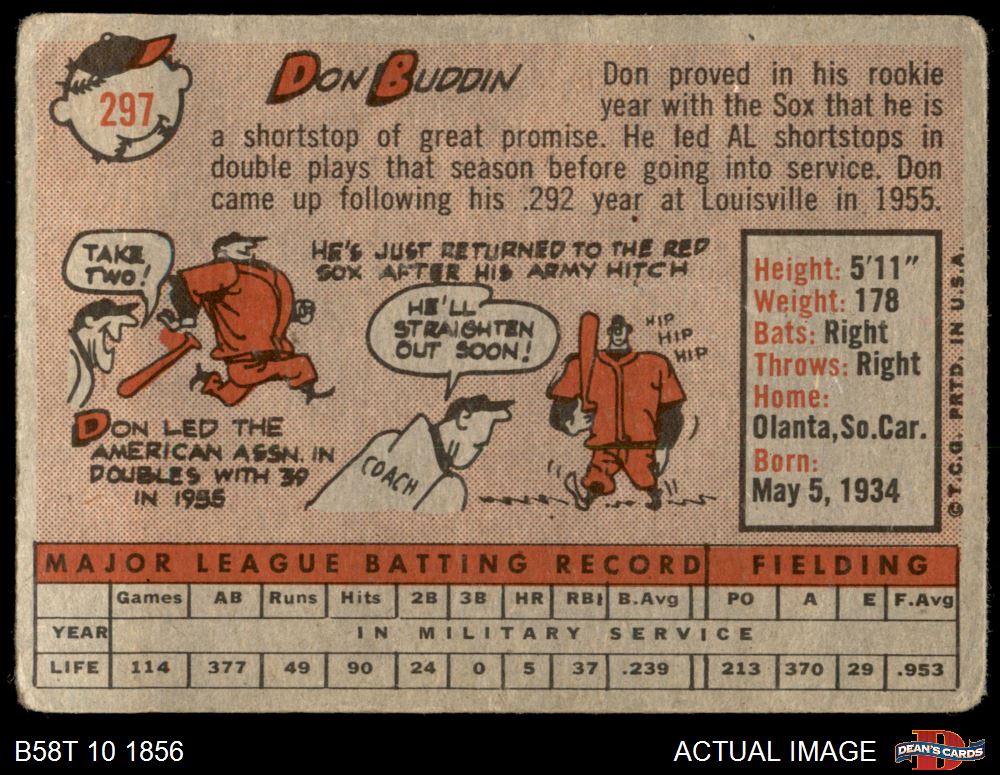 297
DON BUDDIN
Don proved in his rookie
year with the Sox that he is
a shortstop of great promise. He led AL shortstops in
double plays that season before going into service. Don
came up following his .292 year at Louisville in 1955.
TAKE
TWO!
HE'S JUST RETURNED TO THE RED
SOX AFTER HIS ARMY HITCH
HE'LL
STRAIGHTEN
OUT SOON!
HIP
HIP
HIP
COACH
DON LED THE
AMERICAN ASSN. IN
DOUBLES WITH 39
IN 1955
Height: 5'11"
Weight: 178
Bats: Right
Throws: Right
Home:
Olanta, So. Car.
Born:
May 5, 1934
© T.C.G. PRTD. IN U.S.A.
MAJOR LEAGUE BATTING RECORD FIELDING
Games AB Runs Hits 2B 3B HR RBI B.Avg PO A E F.Avg
YEAR IN MILITARY SERVICE
LIFE 114 377 49 90 24 0 5 37 .239 213 370 29 .953
B58T 10 1856
ACTUAL IMAGE
D
DEAN'S CARDS